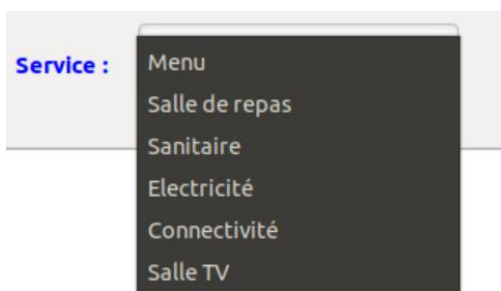 Service :
Menu
Salle de repas
Sanitaire
Electricité
Connectivité
Salle TV